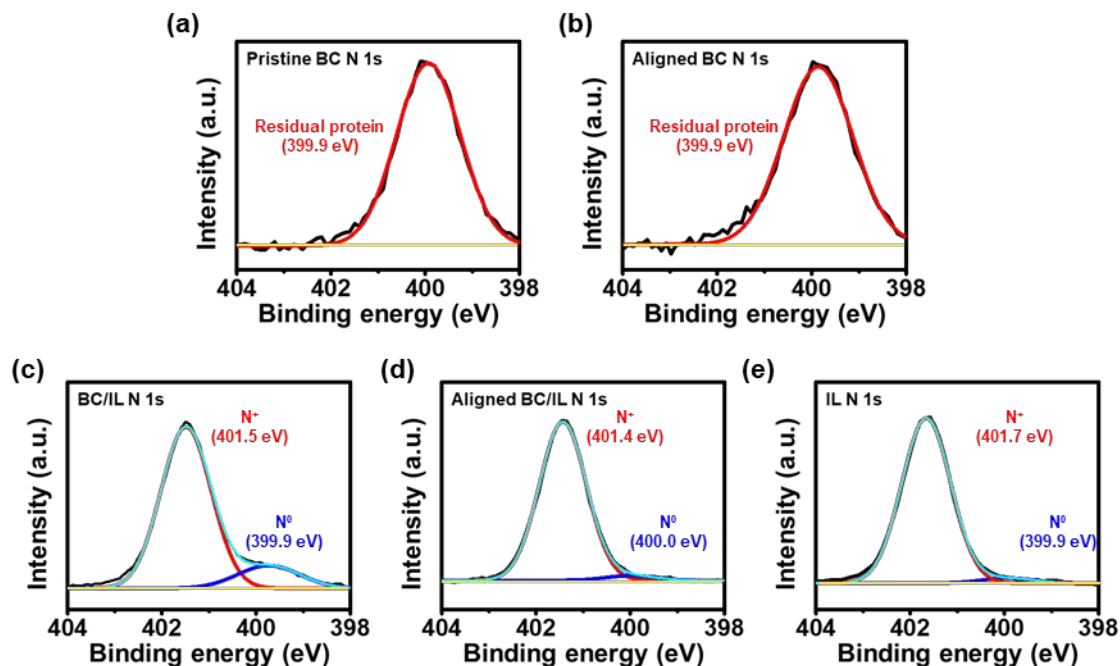 (a)
Pristine BC N 1s
Residual protein
(399.9 eV)
Intensity (a.u.)
404 402 400 398
Binding energy (eV)
(b)
Aligned BC N 1s
Residual protein
(399.9 eV)
Intensity (a.u.)
404 402 400 398
Binding energy (eV)
(c)
BC/IL N 1s
N⁺
(401.5 eV)
N⁰
(399.9 eV)
Intensity (a.u.)
404 402 400 398
Binding energy (eV)
(d)
Aligned BC/IL N 1s
N⁺
(401.4 eV)
N⁰
(400.0 eV)
Intensity (a.u.)
404 402 400 398
Binding energy (eV)
(e)
IL N 1s
N⁺
(401.7 eV)
N⁰
(399.9 eV)
Intensity (a.u.)
404 402 400 398
Binding energy (eV)